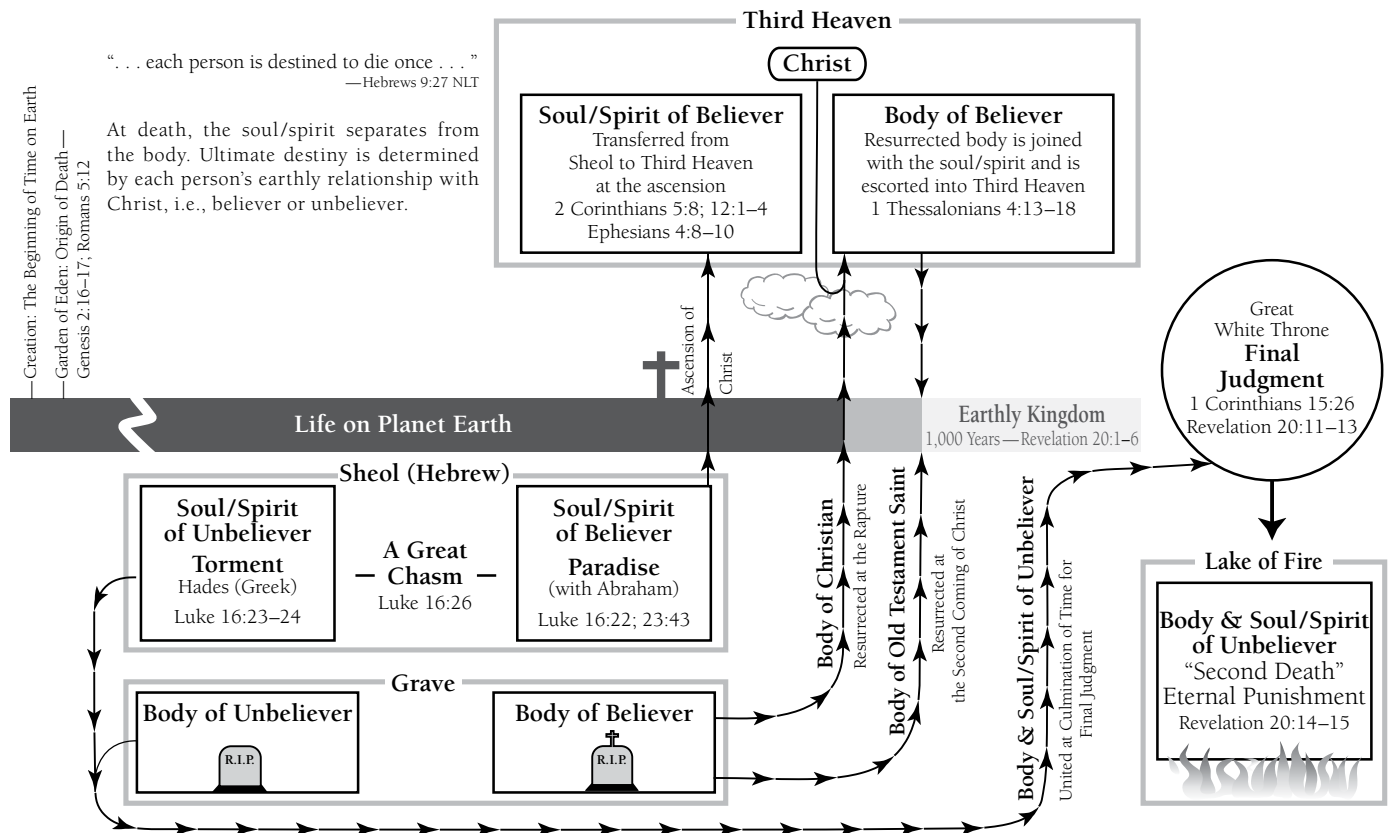 Third Heaven
Christ
“. . . each person is destined to die once . . . ”
—Hebrews 9:27 NLT
At death, the soul/spirit separates from
the body. Ultimate destiny is determined
by each person’s earthly relationship with
Christ, i.e., believer or unbeliever.
—Creation: The Beginning of Time on Earth
—Garden of Eden: Origin of Death—
Genesis 2:16–17; Romans 5:12
Soul/Spirit of Believer
Transferred from
Sheol to Third Heaven
at the ascension
2 Corinthians 5:8; 12:1–4
Ephesians 4:8–10
Body of Believer
Resurrected body is joined
with the soul/spirit and is
escorted into Third Heaven
1 Thessalonians 4:13–18
Ascension of
Christ
Great
White Throne
Final
Judgment
1 Corinthians 15:26
Revelation 20:11–13
Life on Planet Earth
Earthly Kingdom
1,000 Years—Revelation 20:1–6
Sheol (Hebrew)
Soul/Spirit
of Unbeliever
Torment
Hades (Greek)
Luke 16:23–24
— A Great
Chasm —
Luke 16:26
Soul/Spirit
of Believer
Paradise
(with Abraham)
Luke 16:22; 23:43
Body of Christian
Resurrected at the Rapture
Body of Old Testament Saint
Resurrected at
the Second Coming of Christ
Body & Soul/Spirit of Unbeliever
United at Culmination of Time for
Final Judgment
Lake of Fire
Body & Soul/Spirit
of Unbeliever
“Second Death”
Eternal Punishment
Revelation 20:14–15
Grave
Body of Unbeliever
R.I.P.
Body of Believer
R.I.P.